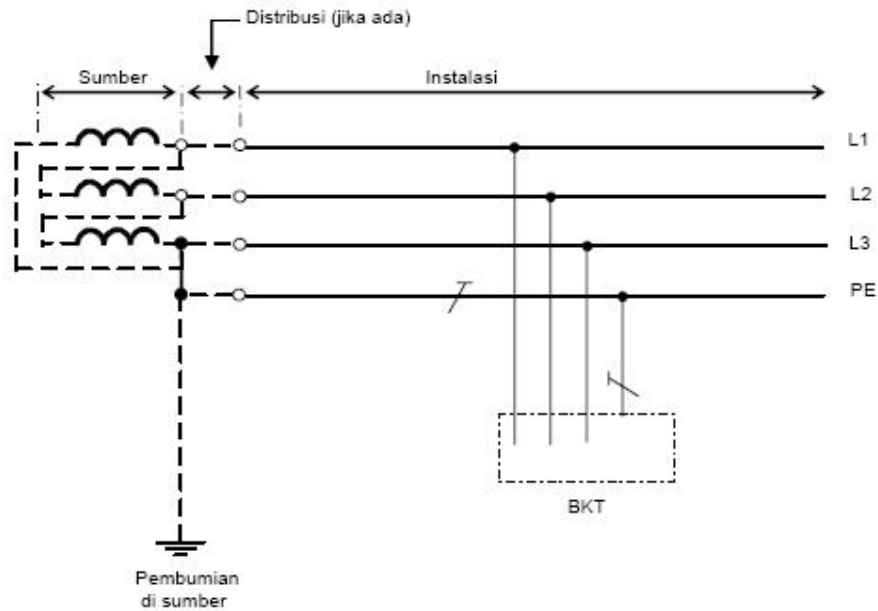 Distribusi (jika ada)
Sumber
Instalasi
L1
L2
L3
PE
BKT
Pembumian
di sumber